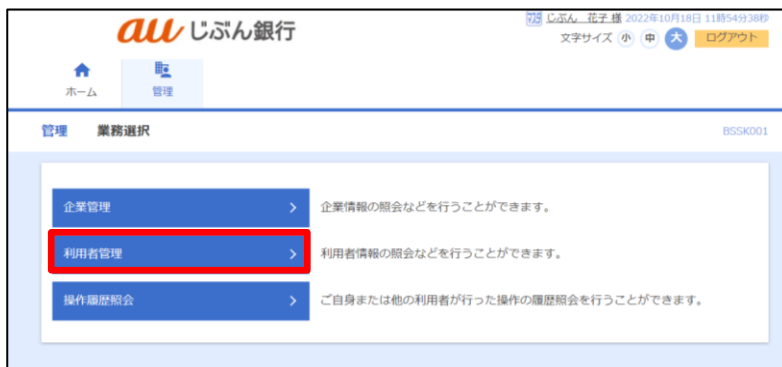 au じぶん銀行
じぶん 花子 様 2022年10月18日 11時54分38秒
文字サイズ 小 中 大 ログアウト
ホーム 管理
管理 業務選択 BSSK001
企業管理 企業情報の照会などを行うことができます。
利用者管理 利用者情報の照会などを行うことができます。
操作履歴照会 ご自身または他の利用者が行った操作の履歴照会を行うことができます。